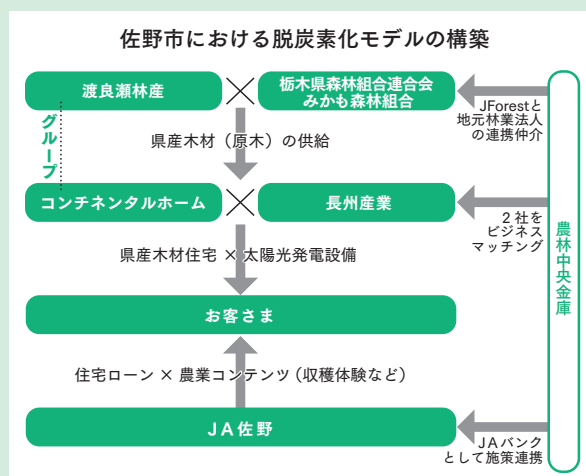 佐野市における脱炭素化モデルの構築
渡良瀬林産
栃木県森林組合連合会
みかも森林組合
JForestと
地元林業法人
の連携仲介
グループ
県産木材（原木）の供給
コンチネンタルホーム
長州産業
2社を
ビジネス
マッチング
農林中央金庫
県産木材住宅 × 太陽光発電設備
お客さま
住宅ローン × 農業コンテンツ（収穫体験など）
JA佐野
JAバンク
として施策連携